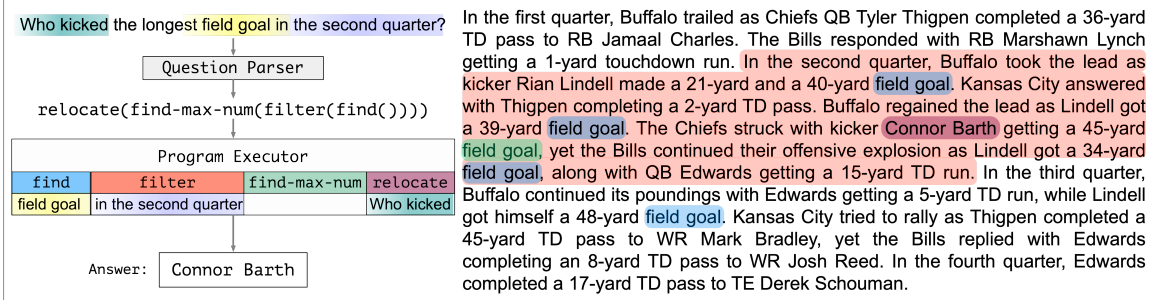 Who kicked the longest field goal in the second quarter?
Question Parser
relocate(find-max-num(filter(find())))
Program Executor
find filter find-max-num relocate
field goal in the second quarter Who kicked
Answer: Connor Barth
In the first quarter, Buffalo trailed as Chiefs QB Tyler Thigpen completed a 36-yard
TD pass to RB Jamaal Charles. The Bills responded with RB Marshawn Lynch
getting a 1-yard touchdown run. In the second quarter, Buffalo took the lead as
kicker Rian Lindell made a 21-yard and a 40-yard field goal. Kansas City answered
with Thigpen completing a 2-yard TD pass. Buffalo regained the lead as Lindell got
a 39-yard field goal. The Chiefs struck with kicker Connor Barth getting a 45-yard
field goal, yet the Bills continued their offensive explosion as Lindell got a 34-yard
field goal, along with QB Edwards getting a 15-yard TD run. In the third quarter,
Buffalo continued its poundings with Edwards getting a 5-yard TD run, while Lindell
got himself a 48-yard field goal. Kansas City tried to rally as Thigpen completed a
45-yard TD pass to WR Mark Bradley, yet the Bills replied with Edwards
completing an 8-yard TD pass to WR Josh Reed. In the fourth quarter, Edwards
completed a 17-yard TD pass to TE Derek Schouman.